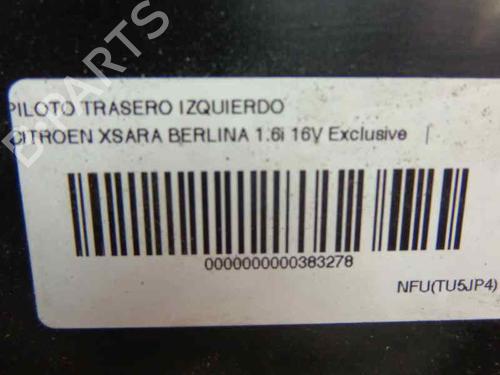 PILOTO TRASERO IZQUIERDO
CITROEN XSARA BERLINA 1.6i 16V Exclusive |
0000000000383278
NFU(TU5JP4)